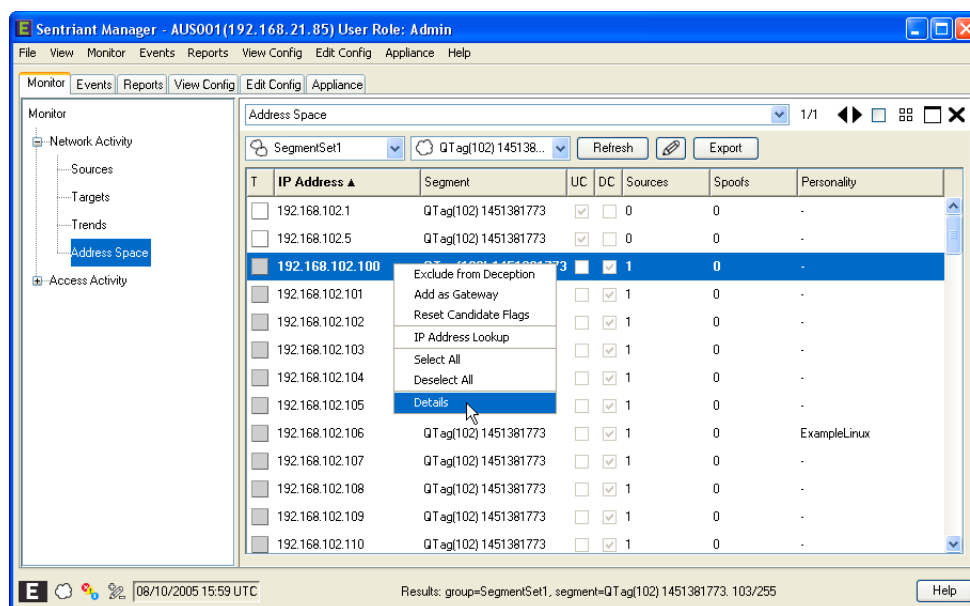 E Sentriant Manager - AUS001(192.168.21.85) User Role: Admin
File View Monitor Events Reports View Config Edit Config Appliance Help
Monitor Events Reports View Config Edit Config Appliance
Monitor
Network Activity
Sources
Targets
Trends
Address Space
Access Activity
Address Space 1/1
SegmentSet1 QTag(102) 145138... Refresh Export
T IP Address Segment UC DC Sources Spoofs Personality
192.168.102.1 QTag(102) 1451381773 0 0 -
192.168.102.5 QTag(102) 1451381773 0 0 -
192.168.102.100 1 0 -
192.168.102.101 1 0 -
192.168.102.102 1 0 -
192.168.102.103 1 0 -
192.168.102.104 1 0 -
192.168.102.105 1 0 -
192.168.102.106 QTag(102) 1451381773 1 0 ExampleLinux
192.168.102.107 QTag(102) 1451381773 1 0 -
192.168.102.108 QTag(102) 1451381773 1 0 -
192.168.102.109 QTag(102) 1451381773 1 0 -
192.168.102.110 QTag(102) 1451381773 1 0 -
Exclude from Deception
Add as Gateway
Reset Candidate Flags
IP Address Lookup
Select All
Deselect All
Details
E 08/10/2005 15:59 UTC Results: group=SegmentSet1, segment=QTag(102) 1451381773. 103/255 Help